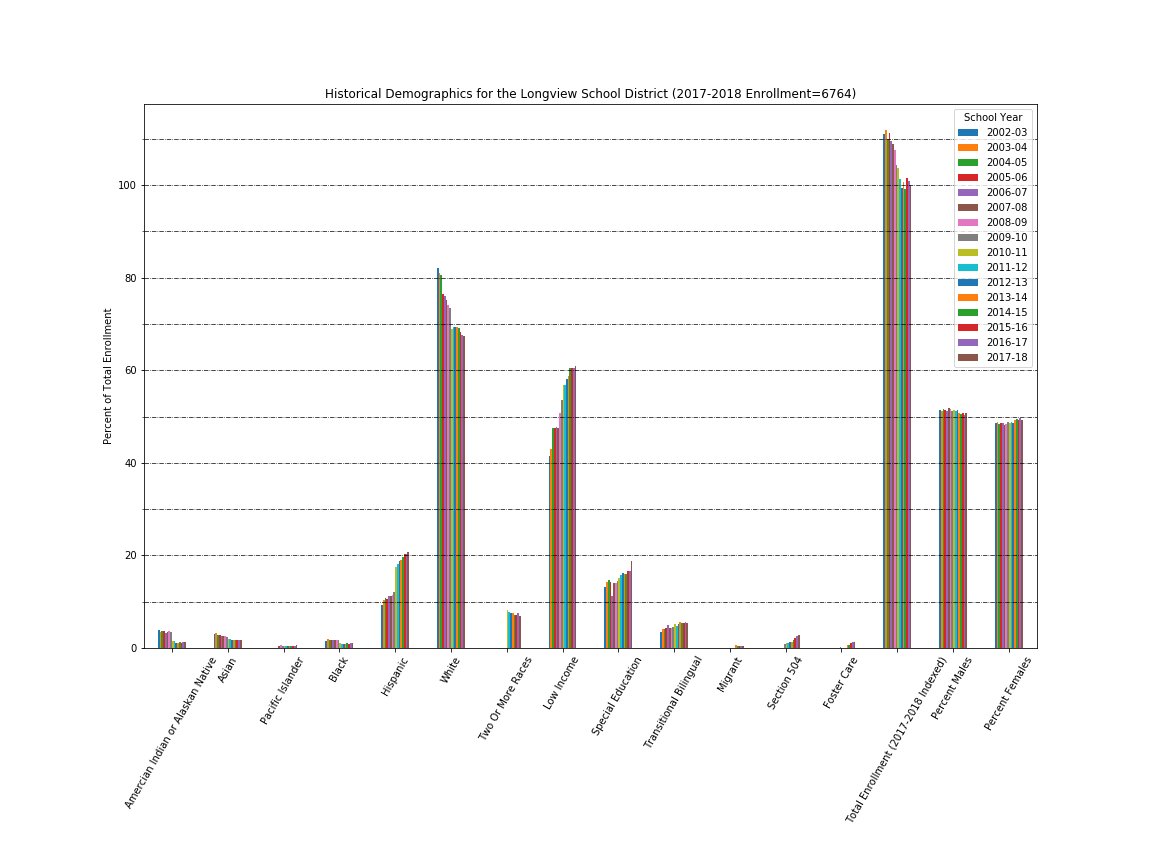 Historical Demographics for the Longview School District (2017-2018 Enrollment=6764)
School Year
2002-03
2003-04
2004-05
2005-06
2006-07
2007-08
2008-09
2009-10
2010-11
2011-12
2012-13
2013-14
2014-15
2015-16
2016-17
2017-18
Percent of Total Enrollment
100
80
60
40
20
0
Amercian Indian or Alaskan Native
Asian
Pacific Islander
Black
Hispanic
White
Two Or More Races
Low Income
Special Education
Transitional Bilingual
Migrant
Section 504
Foster Care
Total Enrollment (2017-2018 Indexed)
Percent Males
Percent Females